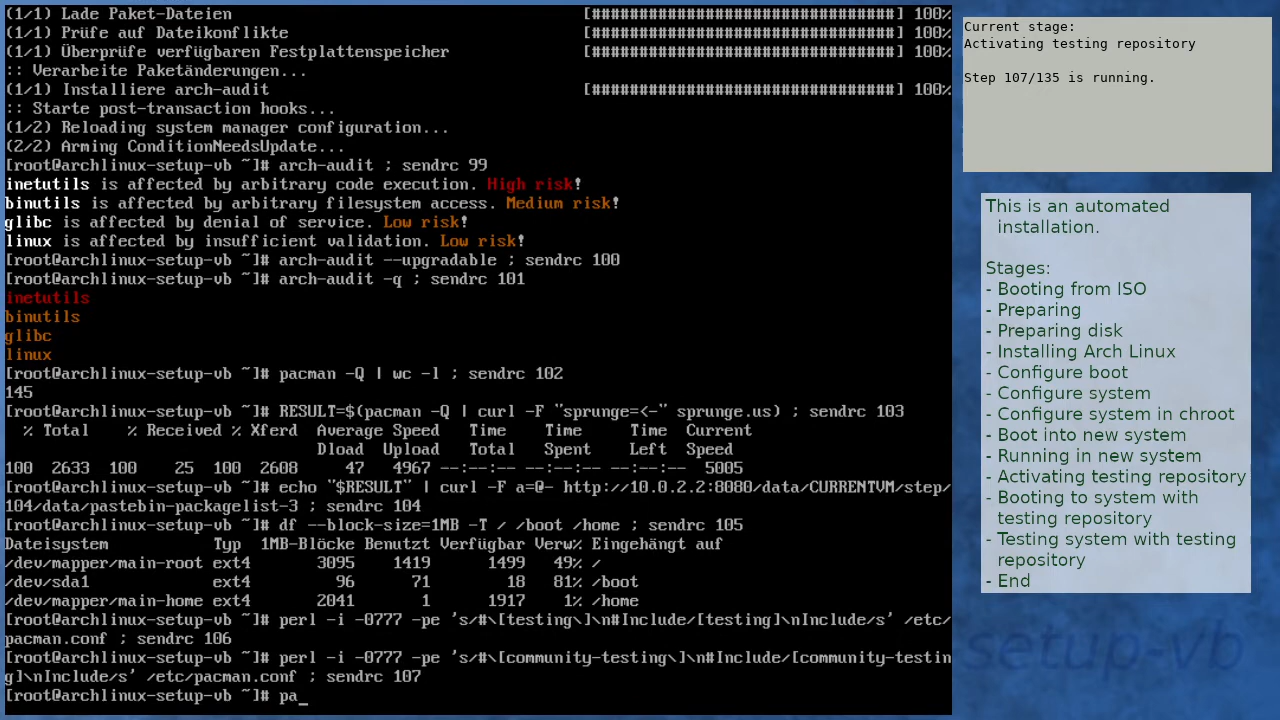 (1/1) Lade Paket-Dateien [################################] 100%
(1/1) Prüfe auf Dateikonflikte [################################] 100%
(1/1) Überprüfe verfügbaren Festplattenspeicher [################################] 100%
:: Verarbeite Paketänderungen...
(1/1) Installiere arch-audit [################################] 100%
:: Starte post-transaction hooks...
(1/2) Reloading system manager configuration...
(2/2) Arming ConditionNeedsUpdate...
[root@archlinux-setup-vb ~]# arch-audit ; sendrc 99
inetutils is affected by arbitrary code execution. High risk!
binutils is affected by arbitrary filesystem access. Medium risk!
glibc is affected by denial of service. Low risk!
linux is affected by insufficient validation. Low risk!
[root@archlinux-setup-vb ~]# arch-audit --upgradable ; sendrc 100
[root@archlinux-setup-vb ~]# arch-audit -q ; sendrc 101
inetutils
binutils
glibc
linux
[root@archlinux-setup-vb ~]# pacman -Q | wc -l ; sendrc 102
145
[root@archlinux-setup-vb ~]# RESULT=$(pacman -Q | curl -F "sprunge=<-" sprunge.us) ; sendrc 103
% Total % Received % Xferd Average Speed Time Time Time Current
Dload Upload Total Spent Left Speed
100 2633 100 25 100 2608 47 4967 --:--:-- --:--:-- --:--:-- 5005
[root@archlinux-setup-vb ~]# echo "$RESULT" | curl -F a=@- http://10.0.2.2:8080/data/CURRENTVM/step/
104/data/pastebin-packagelist-3 ; sendrc 104
[root@archlinux-setup-vb ~]# df --block-size=1MB -T / /boot /home ; sendrc 105
Dateisystem Typ 1MB-Blöcke Benutzt Verfügbar Verw% Eingehängt auf
/dev/mapper/main-root ext4 3095 1419 1499 49% /
/dev/sda1 ext4 96 71 18 81% /boot
/dev/mapper/main-home ext4 2041 1 1917 1% /home
[root@archlinux-setup-vb ~]# perl -i -0777 -pe 's/#\[testing\]\n#Include/[testing]\nInclude/s' /etc/
pacman.conf ; sendrc 106
[root@archlinux-setup-vb ~]# perl -i -0777 -pe 's/#\[community-testing\]\n#Include/[community-testin
g]\nInclude/s' /etc/pacman.conf ; sendrc 107
[root@archlinux-setup-vb ~]# pa_
Current stage:
Activating testing repository
Step 107/135 is running.
This is an automated
installation.
Stages:
- Booting from ISO
- Preparing
- Preparing disk
- Installing Arch Linux
- Configure boot
- Configure system
- Configure system in chroot
- Boot into new system
- Running in new system
- Activating testing repository
- Booting to system with
testing repository
- Testing system with testing
repository
- End
setup-vb